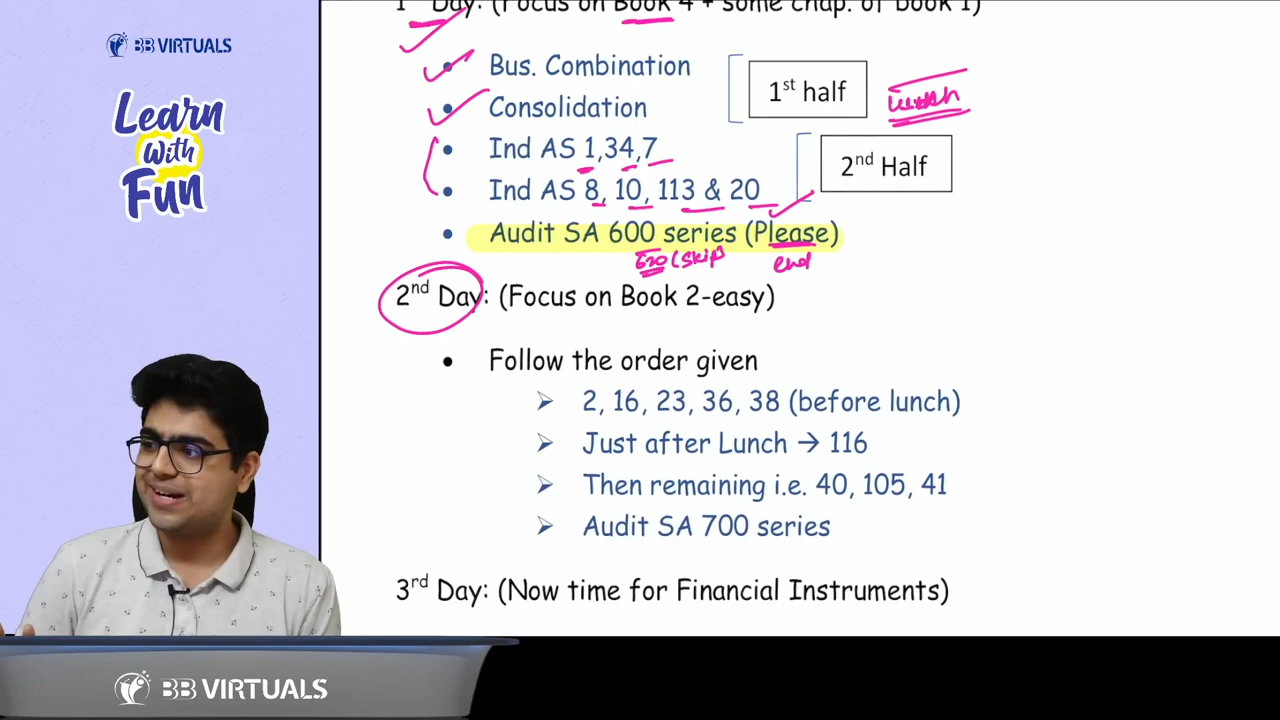 1st Day: (Focus on Book 4 + some chap. of Book 1)
BB VIRTUALS
Learn
With
Fun
• Bus. Combination
• Consolidation
1st half
• Ind AS 1,34,7
• Ind AS 8, 10, 113 & 20
2nd Half
• Audit SA 600 series (Please)
(Skip)
end
2nd Day: (Focus on Book 2-easy)
• Follow the order given
➢ 2, 16, 23, 36, 38 (before lunch)
➢ Just after Lunch → 116
➢ Then remaining i.e. 40, 105, 41
➢ Audit SA 700 series
3rd Day: (Now time for Financial Instruments)
BB VIRTUALS